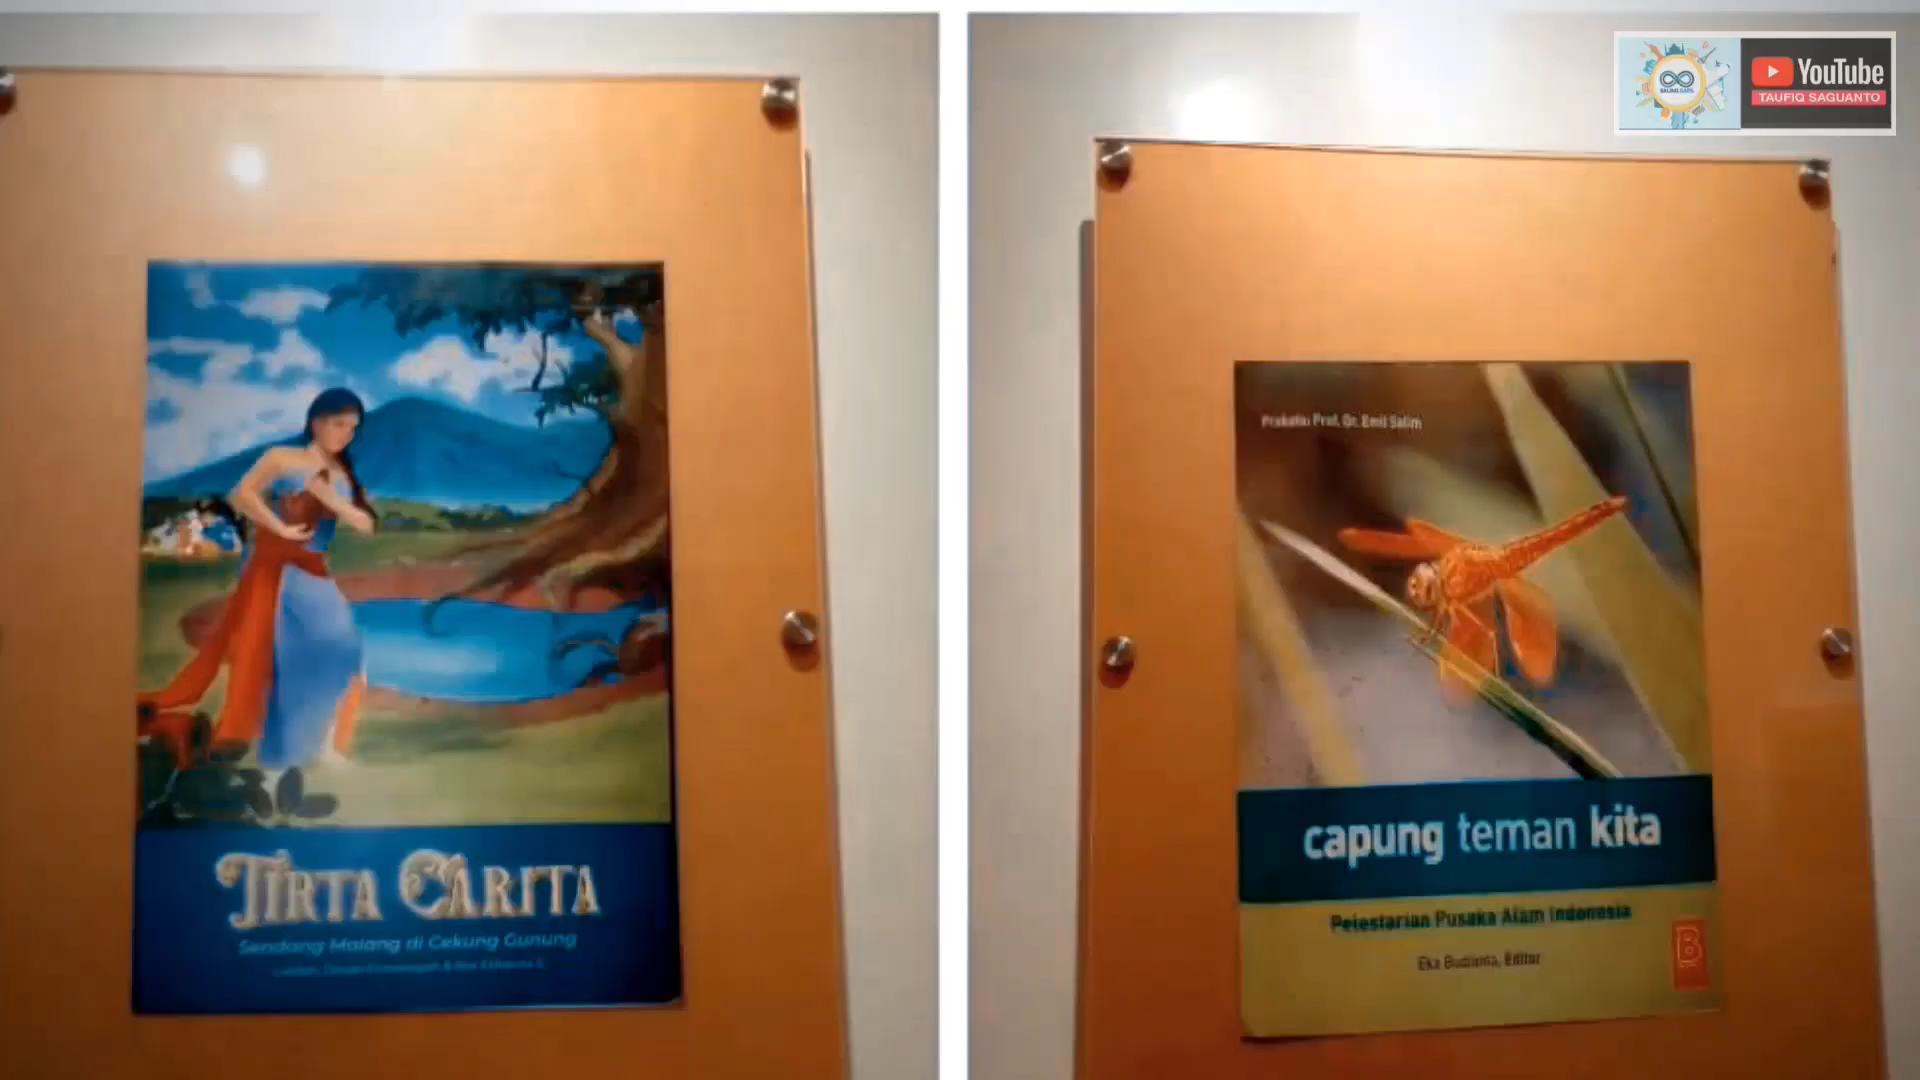 TIRTA CARITA
Sendang Malang di Cekung Gunung
Prakata: Prof. Dr. Emil Salim
capung teman kita
Pelestarian Pusaka Alam Indonesia
Eka Budianta, Editor
B
YouTube
TAUFIQ SAGUANTO